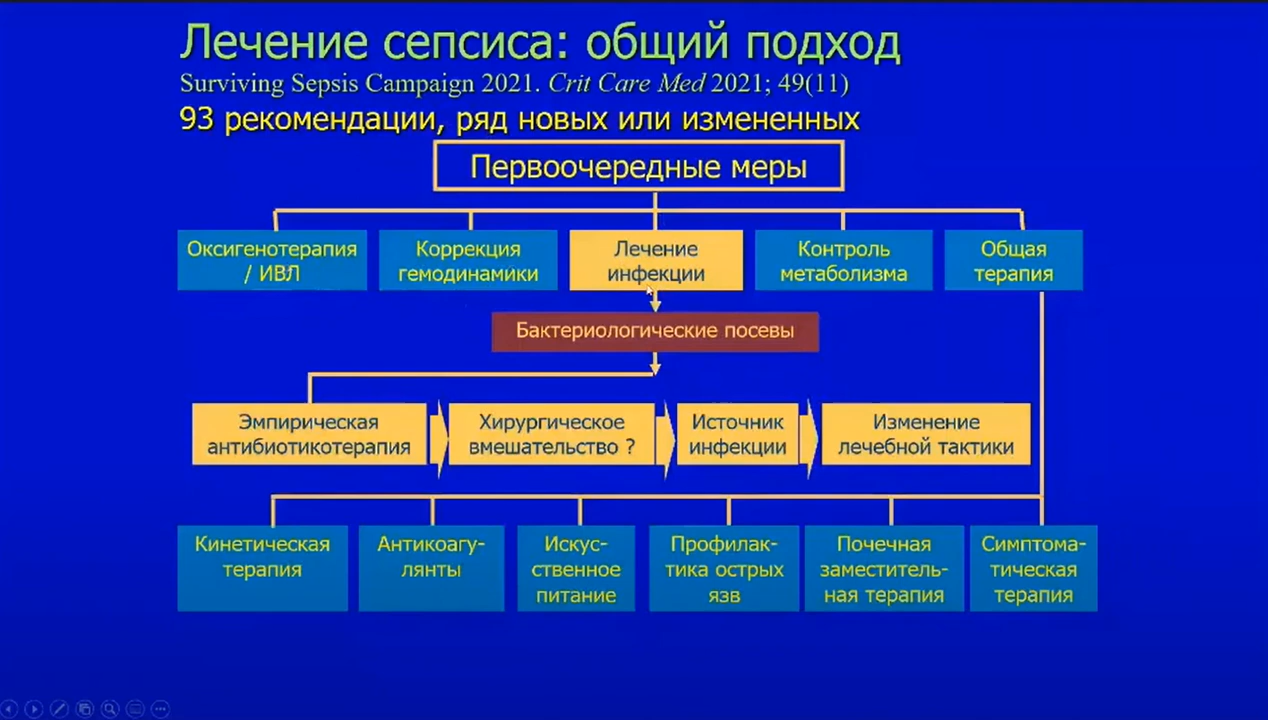 Лечение сепсиса: общий подход
Surviving Sepsis Campaign 2021. Crit Care Med 2021; 49(11)
93 рекомендации, ряд новых или измененных
Первоочередные меры
Оксигенотерапия
/ ИВЛ
Коррекция
гемодинамики
Лечение
инфекции
Контроль
метаболизма
Общая
терапия
Бактериологические посевы
Эмпирическая
антибиотикотерапия
Хирургическое
вмешательство ?
Источник
инфекции
Изменение
лечебной тактики
Кинетическая
терапия
Антикоагу-
лянты
Искус-
ственное
питание
Профилак-
тика острых
язв
Почечная
заместитель-
ная терапия
Симптома-
тическая
терапия